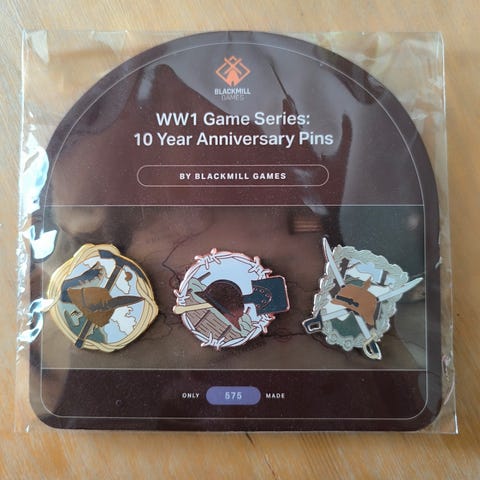 BLACKMILL
GAMES
WW1 Game Series:
10 Year Anniversary Pins
BY BLACKMILL GAMES
ONLY 575 MADE